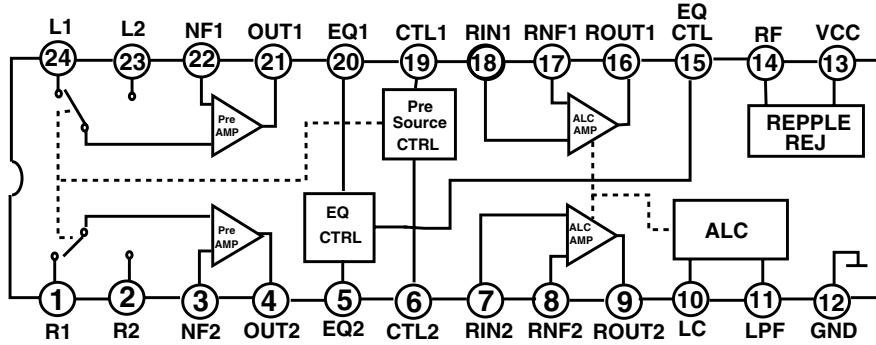 L1 L2 NF1 OUT1 EQ1 CTL1 RIN1 RNF1 ROUT1 EQ CTL RF VCC
24 23 22 21 20 19 18 17 16 15 14 13
Pre AMP
Pre Source CTRL
ALC AMP
REPPLE REJ
Pre AMP
EQ CTRL
ALC AMP
ALC
1 2 3 4 5 6 7 8 9 10 11 12
R1 R2 NF2 OUT2 EQ2 CTL2 RIN2 RNF2 ROUT2 LC LPF GND